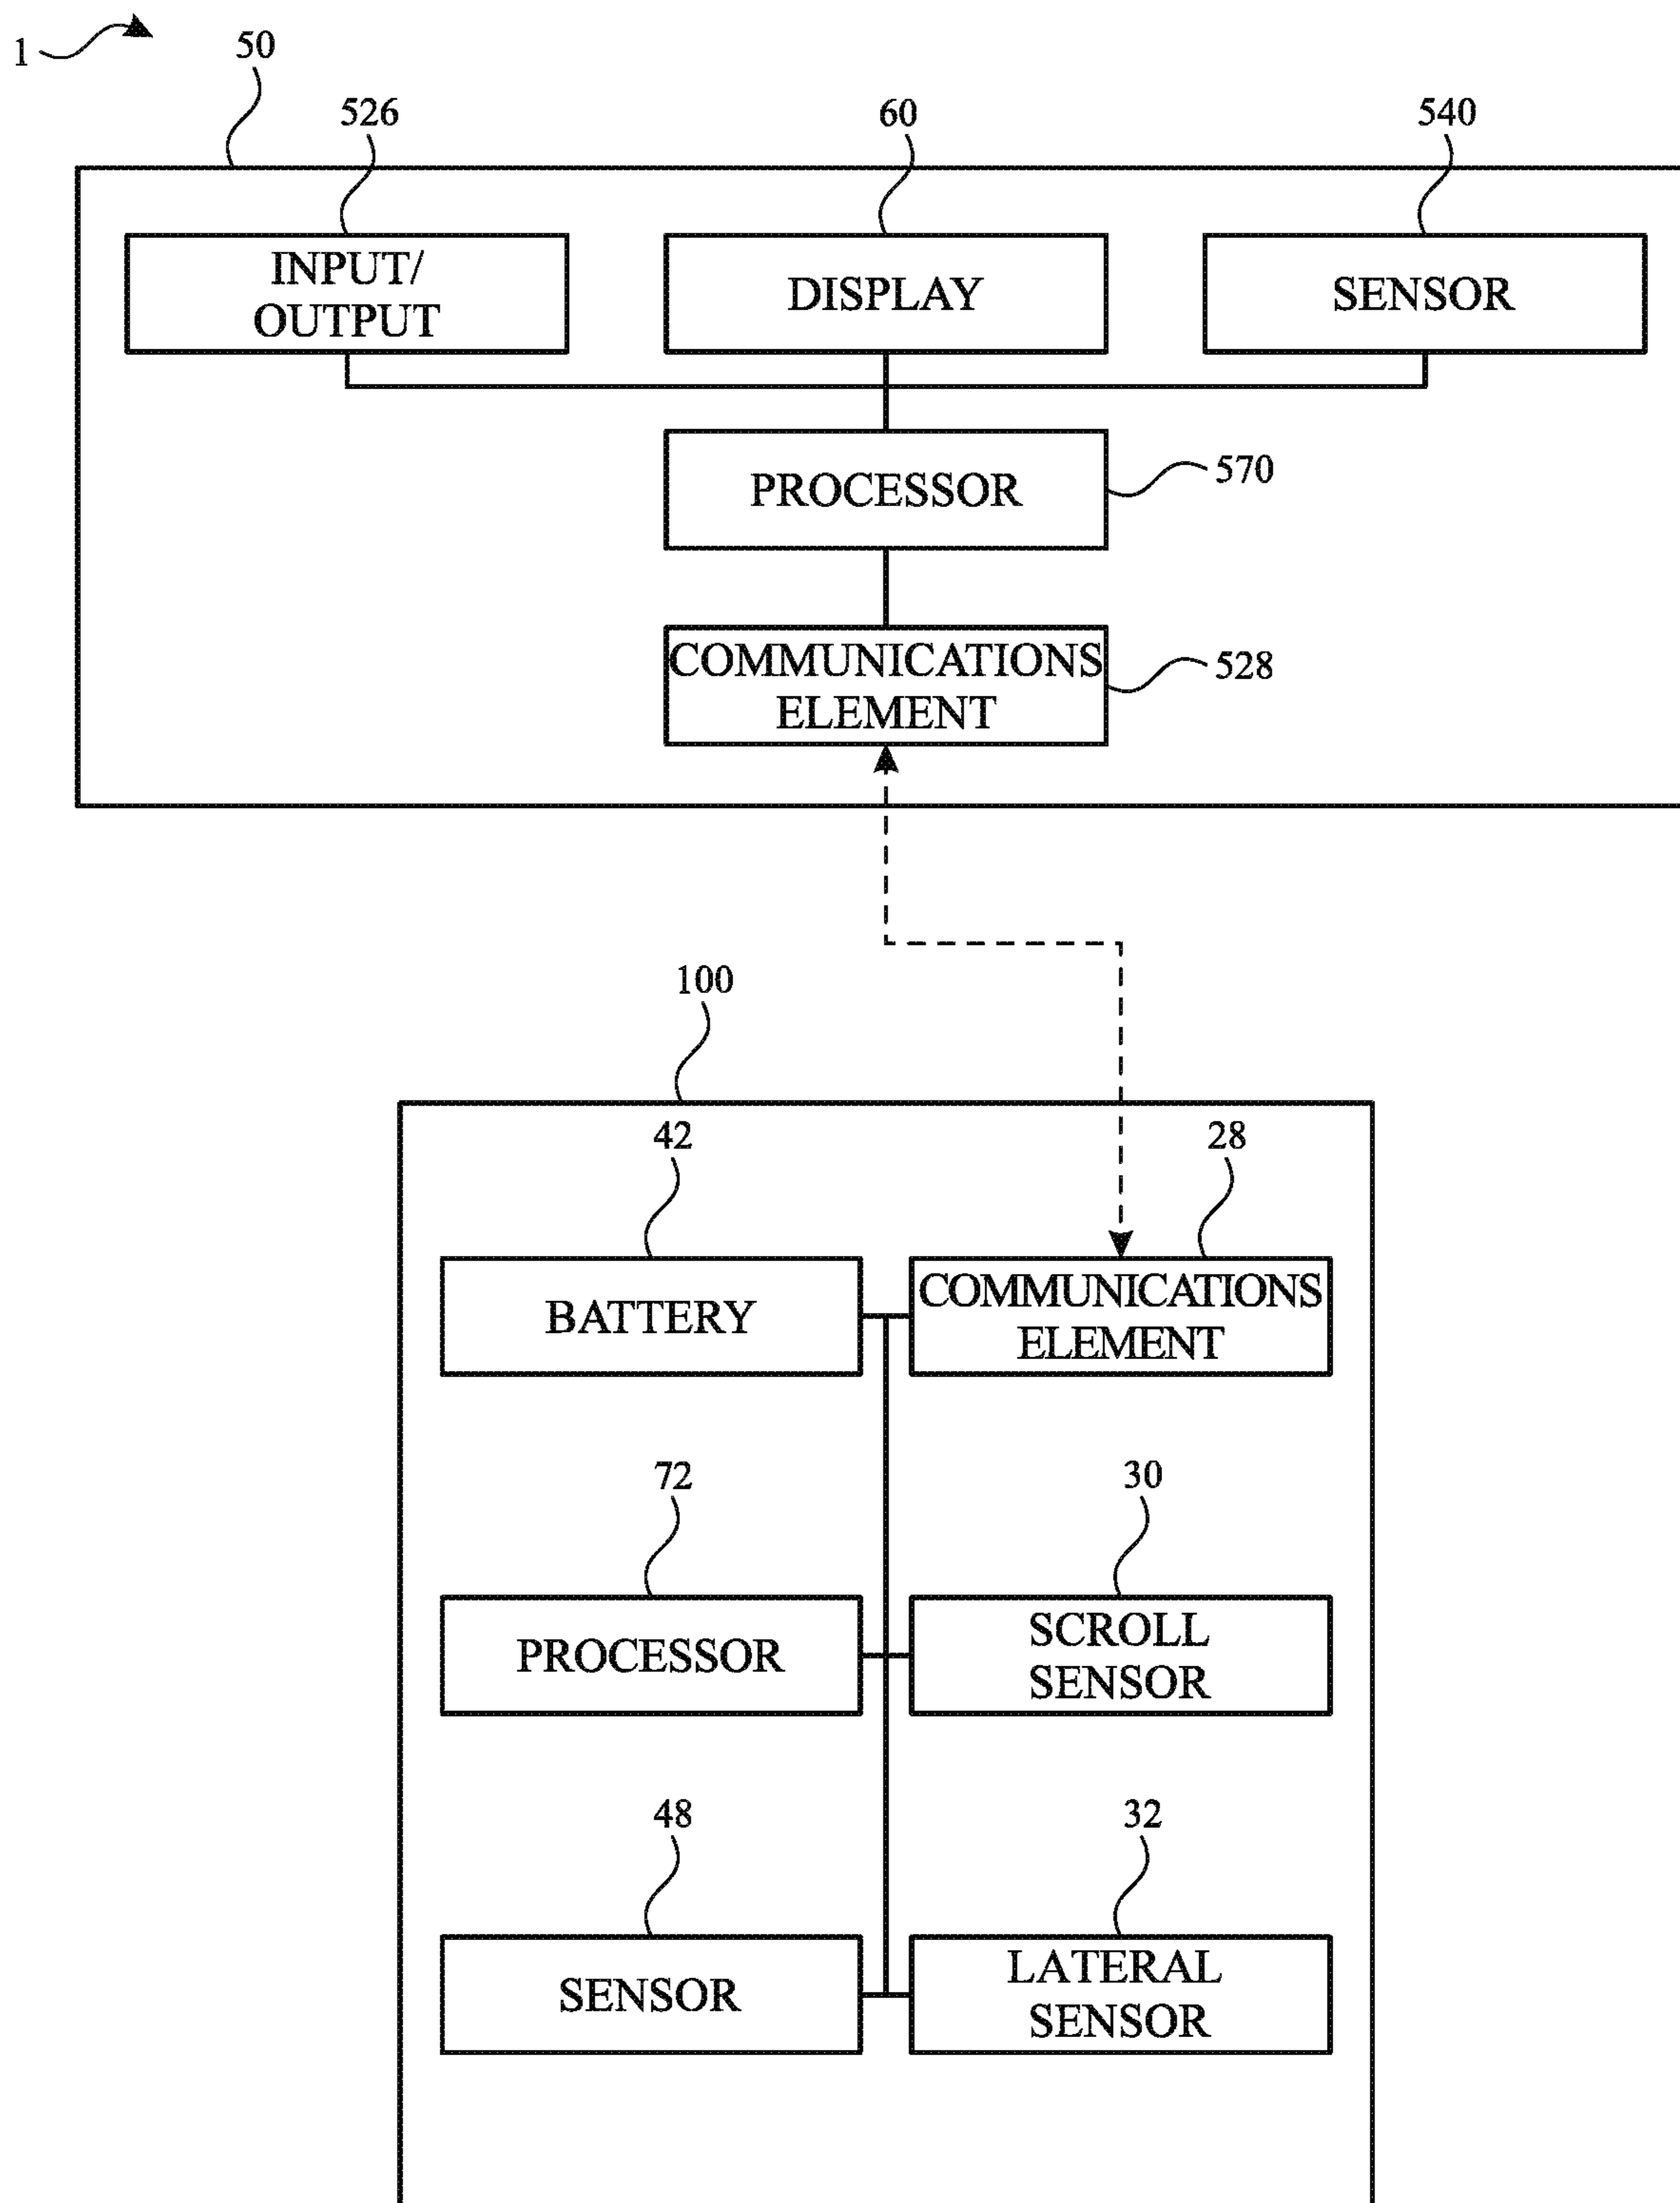 1
50
526
60
540
INPUT/
OUTPUT
DISPLAY
SENSOR
PROCESSOR
570
COMMUNICATIONS
ELEMENT
528
100
42
28
BATTERY
COMMUNICATIONS
ELEMENT
72
30
PROCESSOR
SCROLL
SENSOR
48
32
SENSOR
LATERAL
SENSOR